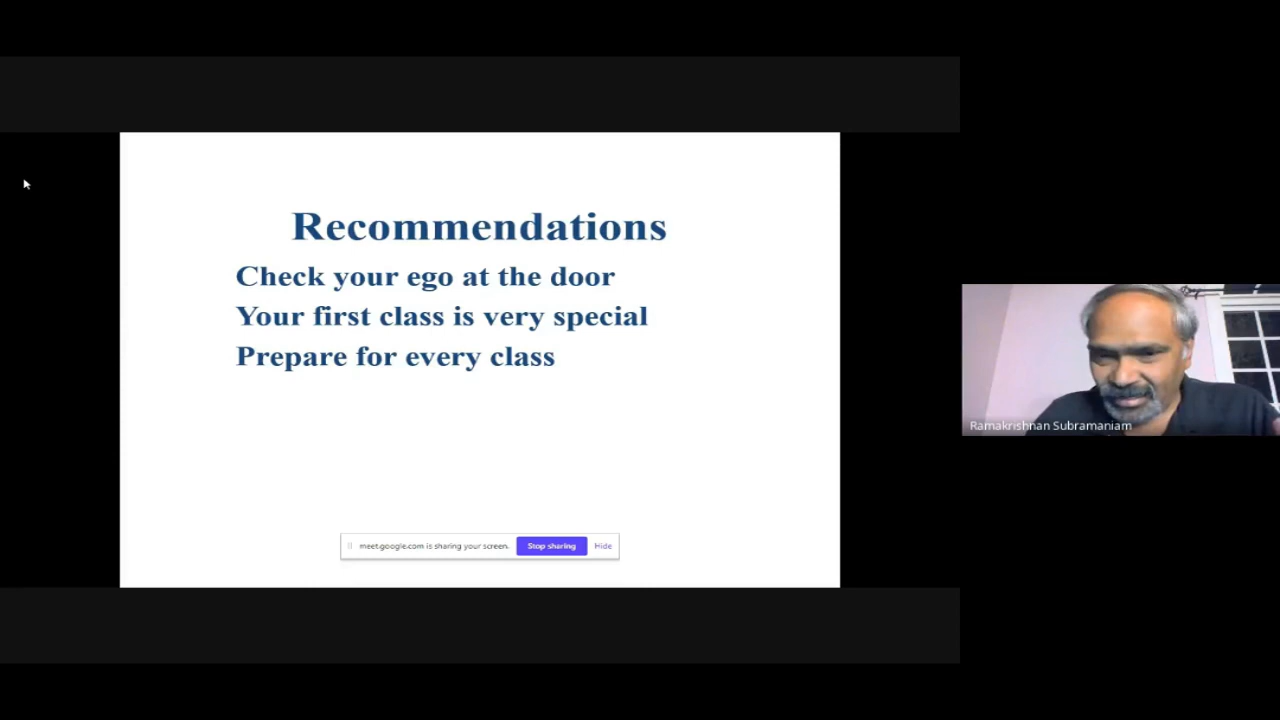 Recommendations
Check your ego at the door
Your first class is very special
Prepare for every class
meet.google.com is sharing your screen. Stop sharing Hide
Ramakrishnan Subramaniam